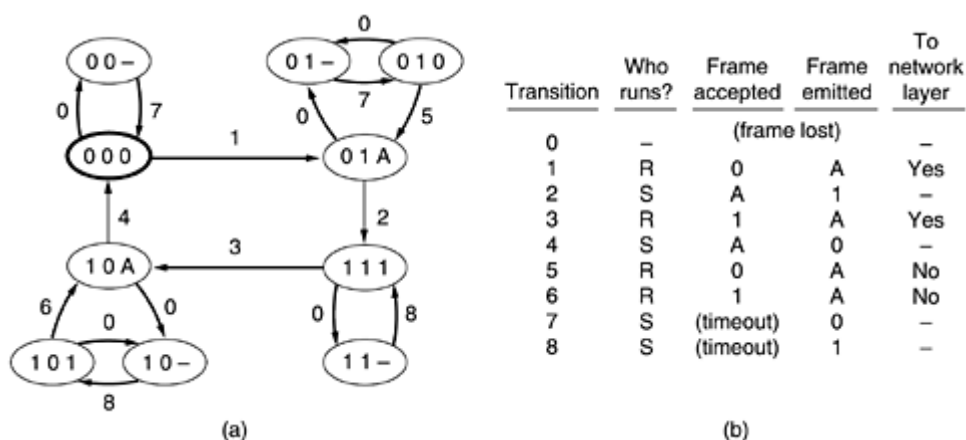 0 0 –
0
7
0 0 0
1
0 1 –
0
0 1 0
7
0
5
0 1 A
2
4
1 0 A
3
1 1 1
6
0
0
8
0
1 0 1
1 0 –
8
1 1 –
(a)
Transition Who runs? Frame accepted Frame emitted To network layer
0 – (frame lost) –
1 R 0 A Yes
2 S A 1 –
3 R 1 A Yes
4 S A 0 –
5 R 0 A No
6 R 1 A No
7 S (timeout) 0 –
8 S (timeout) 1 –
(b)